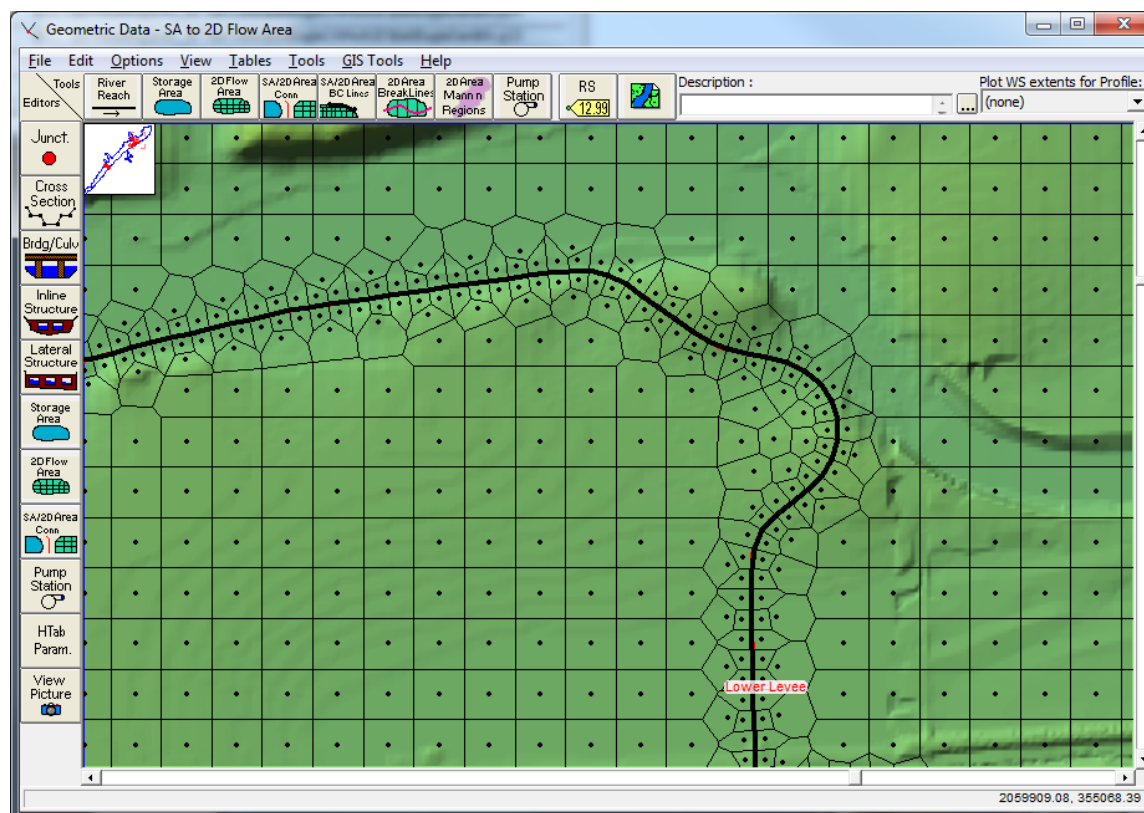 Geometric Data - SA to 2D Flow Area
File Edit Options View Tables Tools GIS Tools Help
Tools
Editors
River
Reach
Storage
Area
2D Flow
Area
SA/2D Area
Conn
SA/2D Area
BC Lines
2D Area
BreakLines
2D Area
Mann n
Regions
Pump
Station
RS
12.99
Description :
...
Plot WS extents for Profile:
(none)
Junct.
Cross
Section
Brdg/Culv
Inline
Structure
Lateral
Structure
Storage
Area
2D Flow
Area
SA/2D Area
Conn
Pump
Station
HTab
Param.
View
Picture
Lower Levee
2059909.08, 355068.39